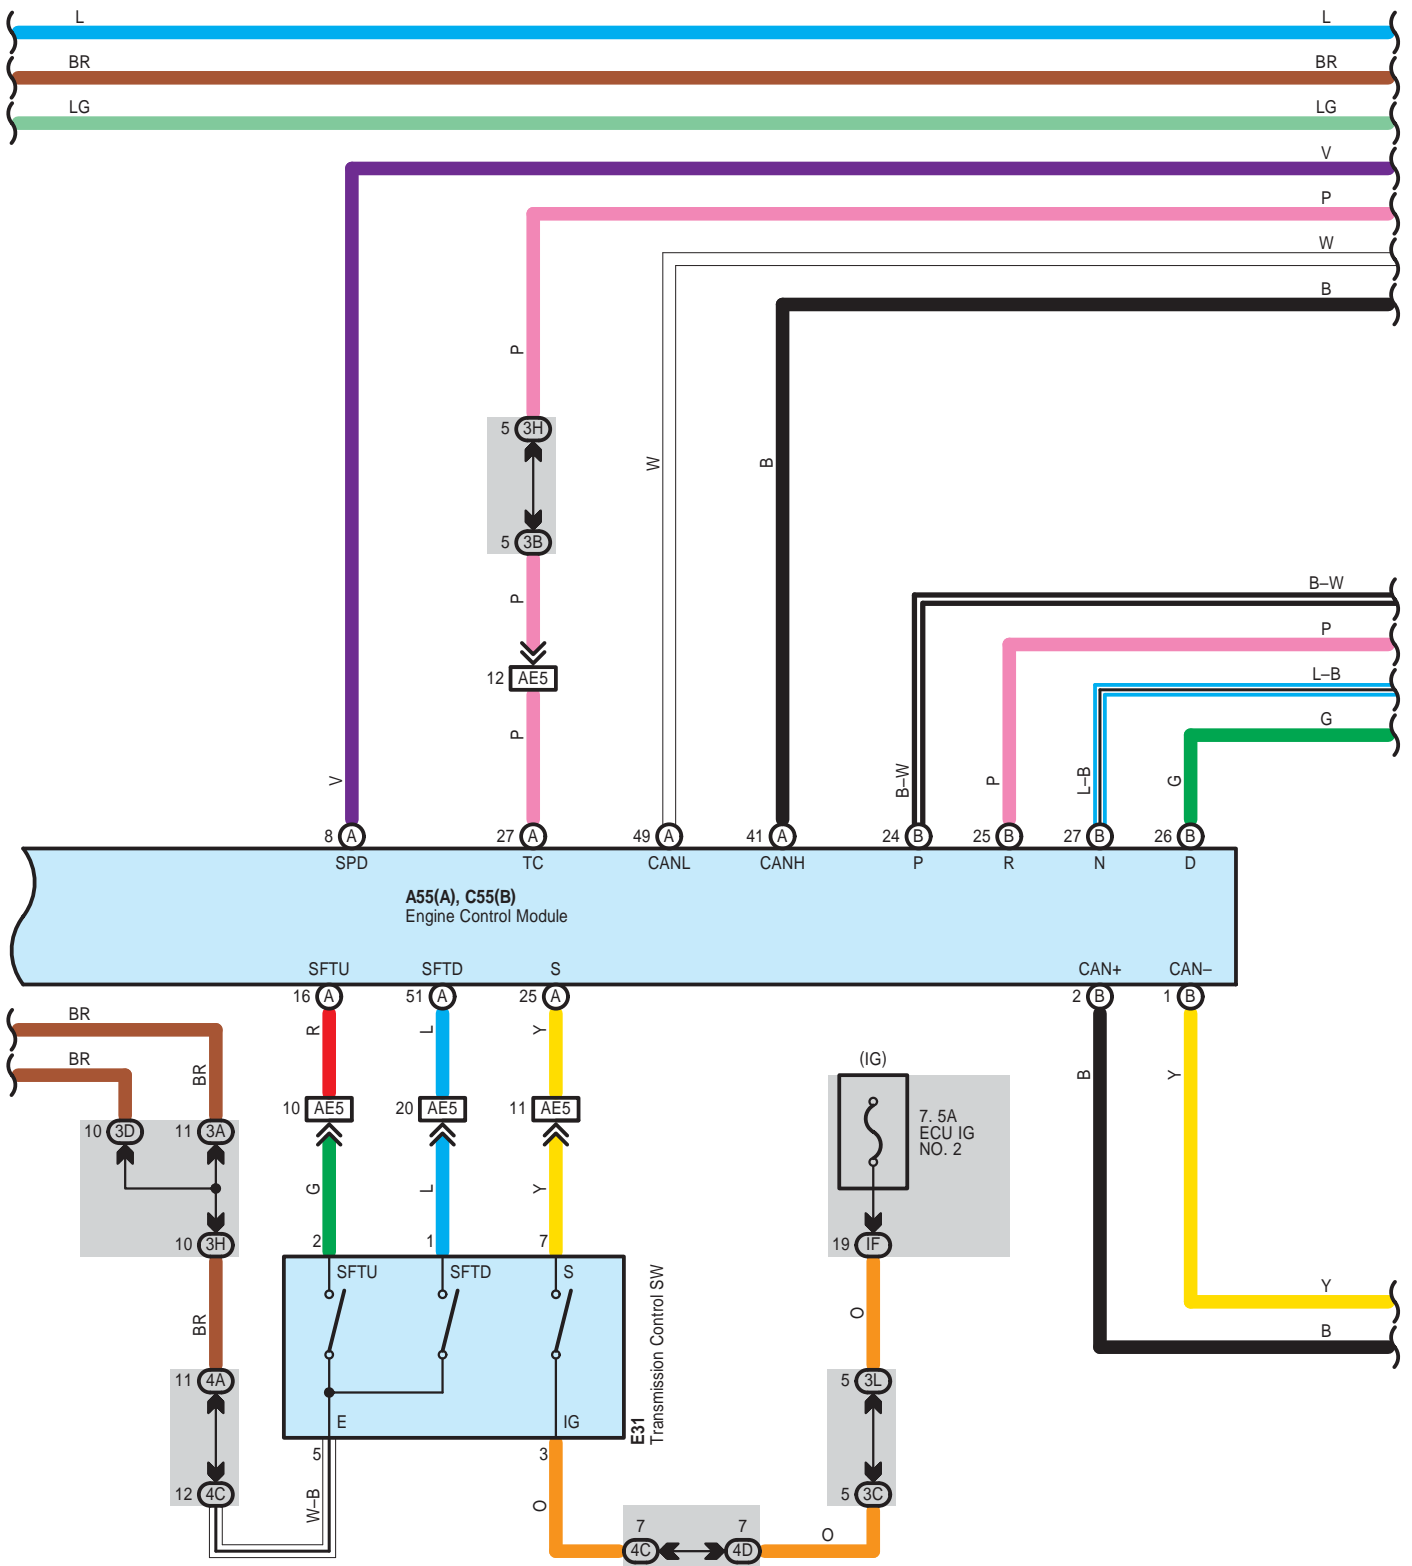 L L
BR BR
LG LG
V
P
W
B
P
5 3H
W
B
5 3B
B–W
P
P
12 AE5
L–B
G
P
V
B–W
P
L–B
G
8 A 27 A 49 A 41 A 24 B 25 B 27 B 26 B
SPD TC CANL CANH P R N D
A55(A), C55(B)
Engine Control Module
SFTU SFTD S CAN+ CAN–
16 A 51 A 25 A 2 B 1 B
BR
R
L
Y
BR
BR
B
Y
(IG)
10 AE5 20 AE5 11 AE5
7. 5A
ECU IG
NO. 2
10 3D 11 3A
G
L
Y
10 3H
2 1 7
19 IF
SFTU SFTD S
Y
BR
O
B
11 4A
5 3L
E IG
E31
Transmission Control SW
5 3
12 4C
W–B
O
5 3C
7 7
O
4C 4D